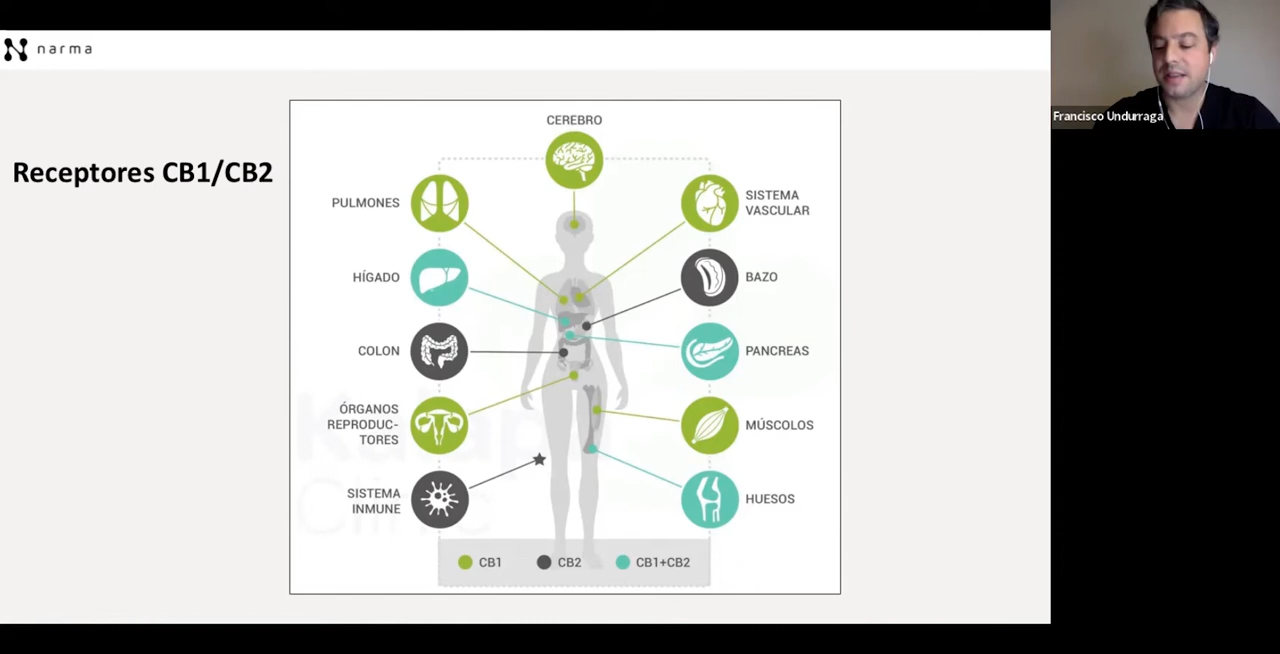 narma
Francisco Undurraga
Receptores CB1/CB2
CEREBRO
PULMONES
SISTEMA
VASCULAR
HÍGADO
BAZO
COLON
PANCREAS
ÓRGANOS
REPRODUC-
TORES
MÚSCOLOS
SISTEMA
INMUNE
HUESOS
CB1
CB2
CB1+CB2